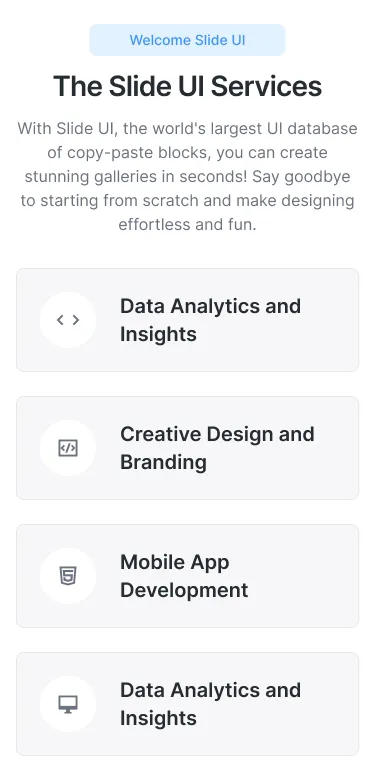 Welcome Slide UI
The Slide UI Services
With Slide UI, the world's largest UI database
of copy-paste blocks, you can create
stunning galleries in seconds! Say goodbye
to starting from scratch and make designing
effortless and fun.
Data Analytics and
Insights
Creative Design and
Branding
Mobile App
Development
Data Analytics and
Insights